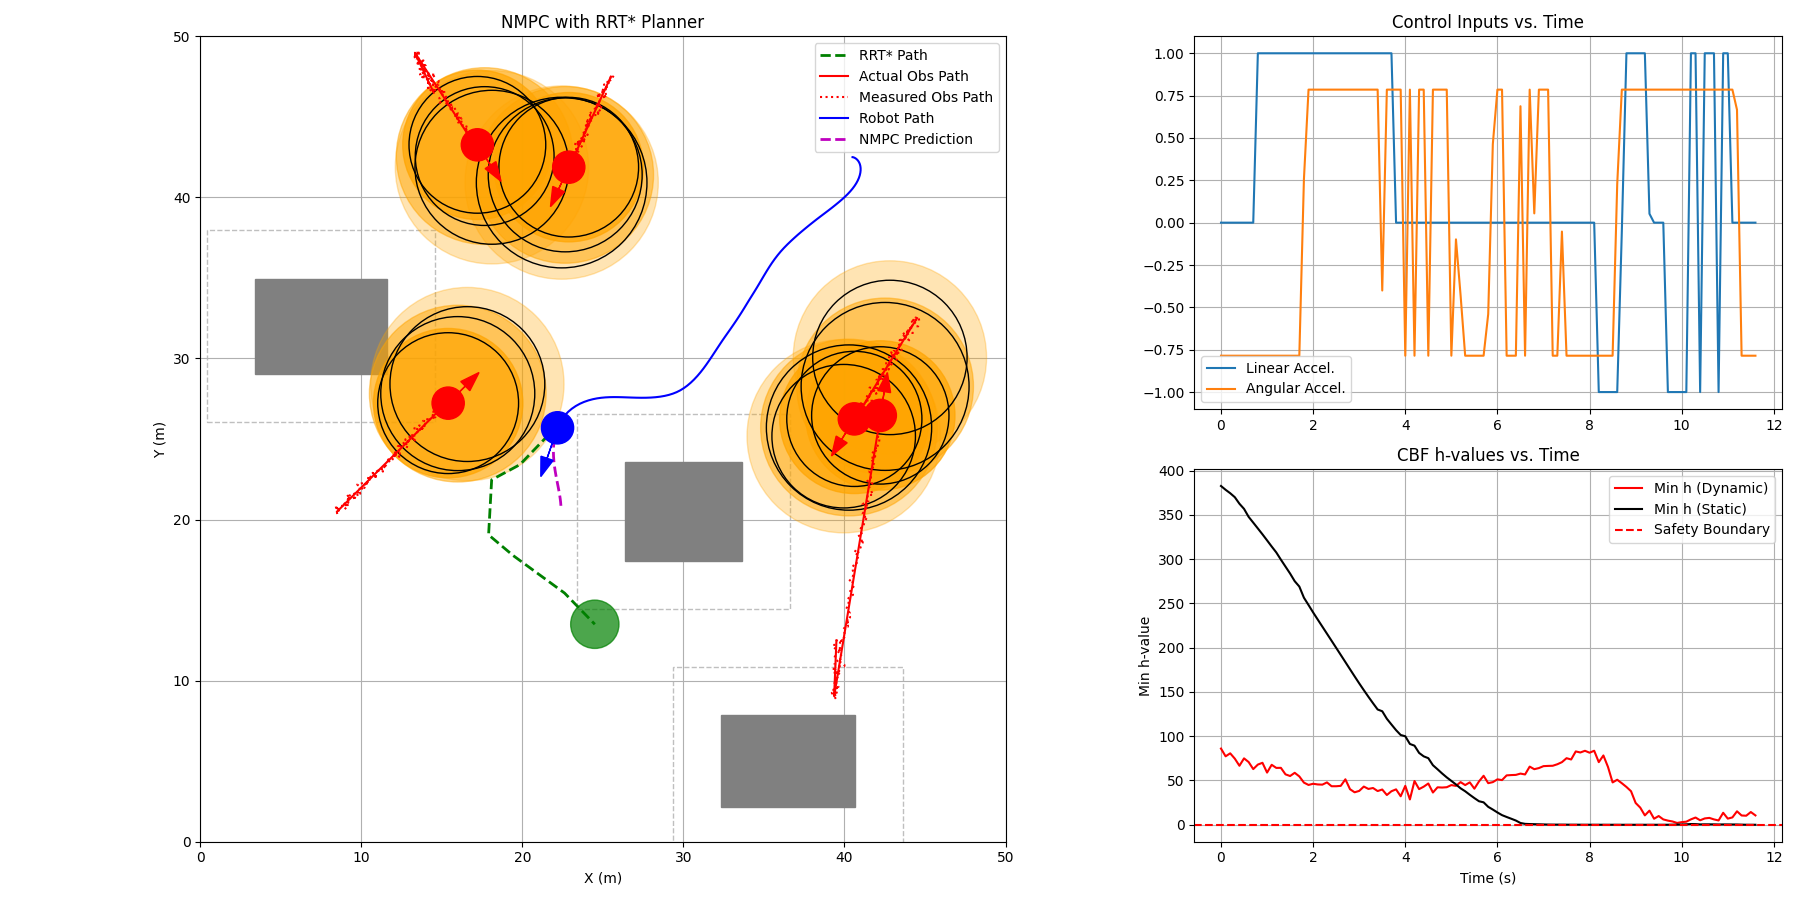 NMPC with RRT* Planner
50
40
30
20
10
0
0 10 20 30 40 50
Y (m)
X (m)
RRT* Path
Actual Obs Path
Measured Obs Path
Robot Path
NMPC Prediction
Control Inputs vs. Time
1.00
0.75
0.50
0.25
0.00
−0.25
−0.50
−0.75
−1.00
Linear Accel.
Angular Accel.
0 2 4 6 8 10 12
CBF h-values vs. Time
400
350
300
250
200
150
100
50
0
Min h-value
Min h (Dynamic)
Min h (Static)
Safety Boundary
0 2 4 6 8 10 12
Time (s)